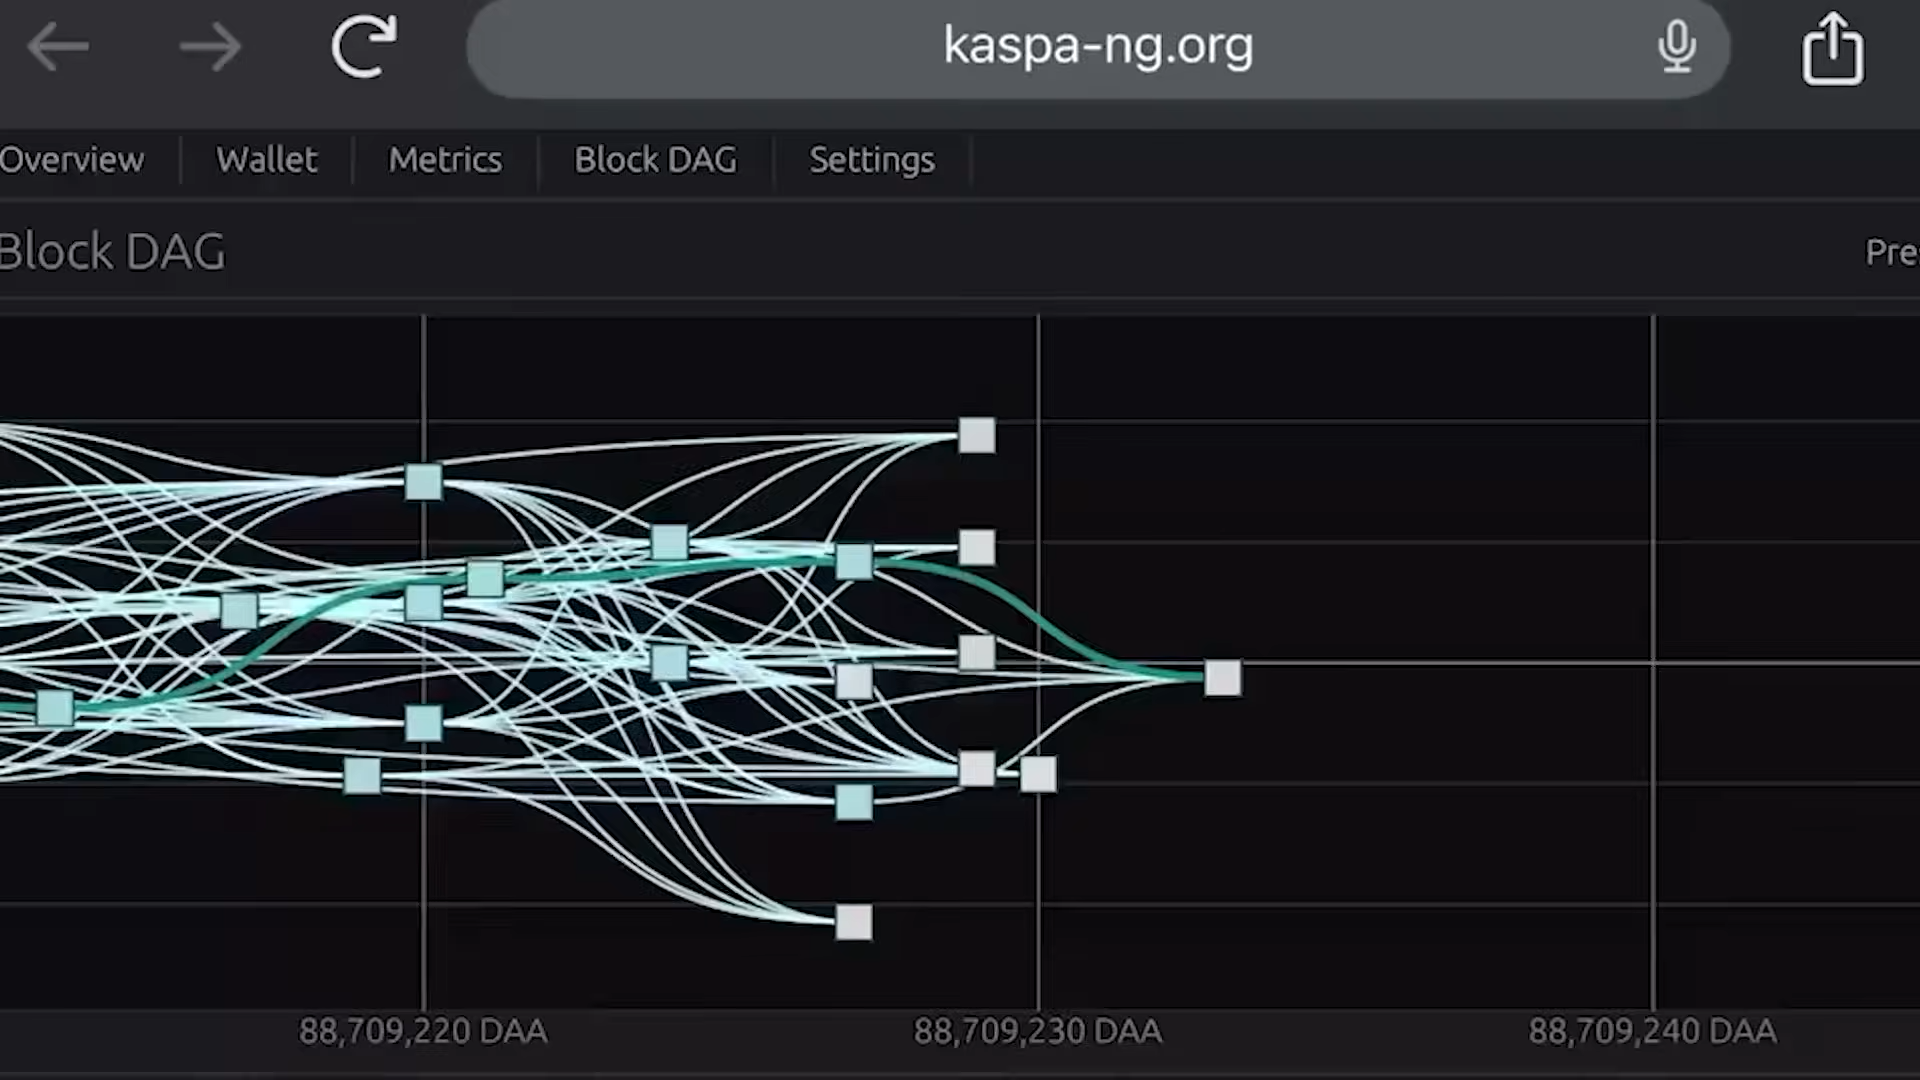 kaspa-ng.org
Overview Wallet Metrics Block DAG Settings
Block DAG Pre
88,709,220 DAA 88,709,230 DAA 88,709,240 DAA